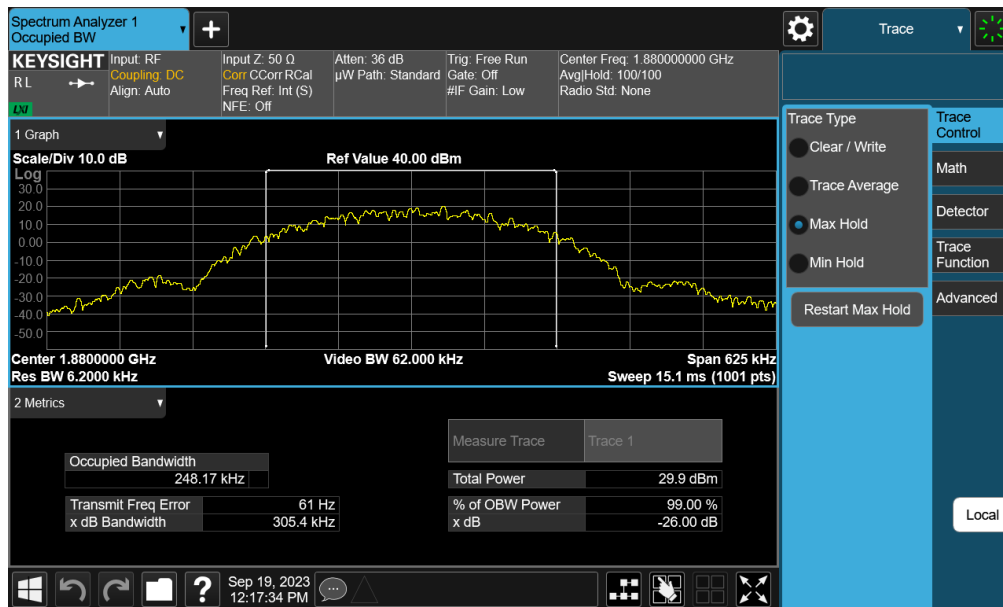 Spectrum Analyzer 1
Occupied BW
+
Trace
KEYSIGHT
R L
LXI
Input: RF
Coupling: DC
Align: Auto
Input Z: 50 Ω
Corr CCorr RCal
Freq Ref: Int (S)
NFE: Off
Atten: 36 dB
µW Path: Standard
Trig: Free Run
Gate: Off
#IF Gain: Low
Center Freq: 1.880000000 GHz
Avg|Hold: 100/100
Radio Std: None
1 Graph
Scale/Div 10.0 dB
Ref Value 40.00 dBm
Log
30.0
20.0
10.0
0.00
-10.0
-20.0
-30.0
-40.0
-50.0
Center 1.8800000 GHz
Video BW 62.000 kHz
Span 625 kHz
Res BW 6.2000 kHz
Sweep 15.1 ms (1001 pts)
2 Metrics
Measure Trace
Trace 1
Occupied Bandwidth
248.17 kHz
Total Power
29.9 dBm
Transmit Freq Error
61 Hz
% of OBW Power
99.00 %
x dB Bandwidth
305.4 kHz
x dB
-26.00 dB
Trace Type
Clear / Write
Trace Average
Max Hold
Min Hold
Restart Max Hold
Trace
Control
Math
Detector
Trace
Function
Advanced
Local
?
Sep 19, 2023
12:17:34 PM